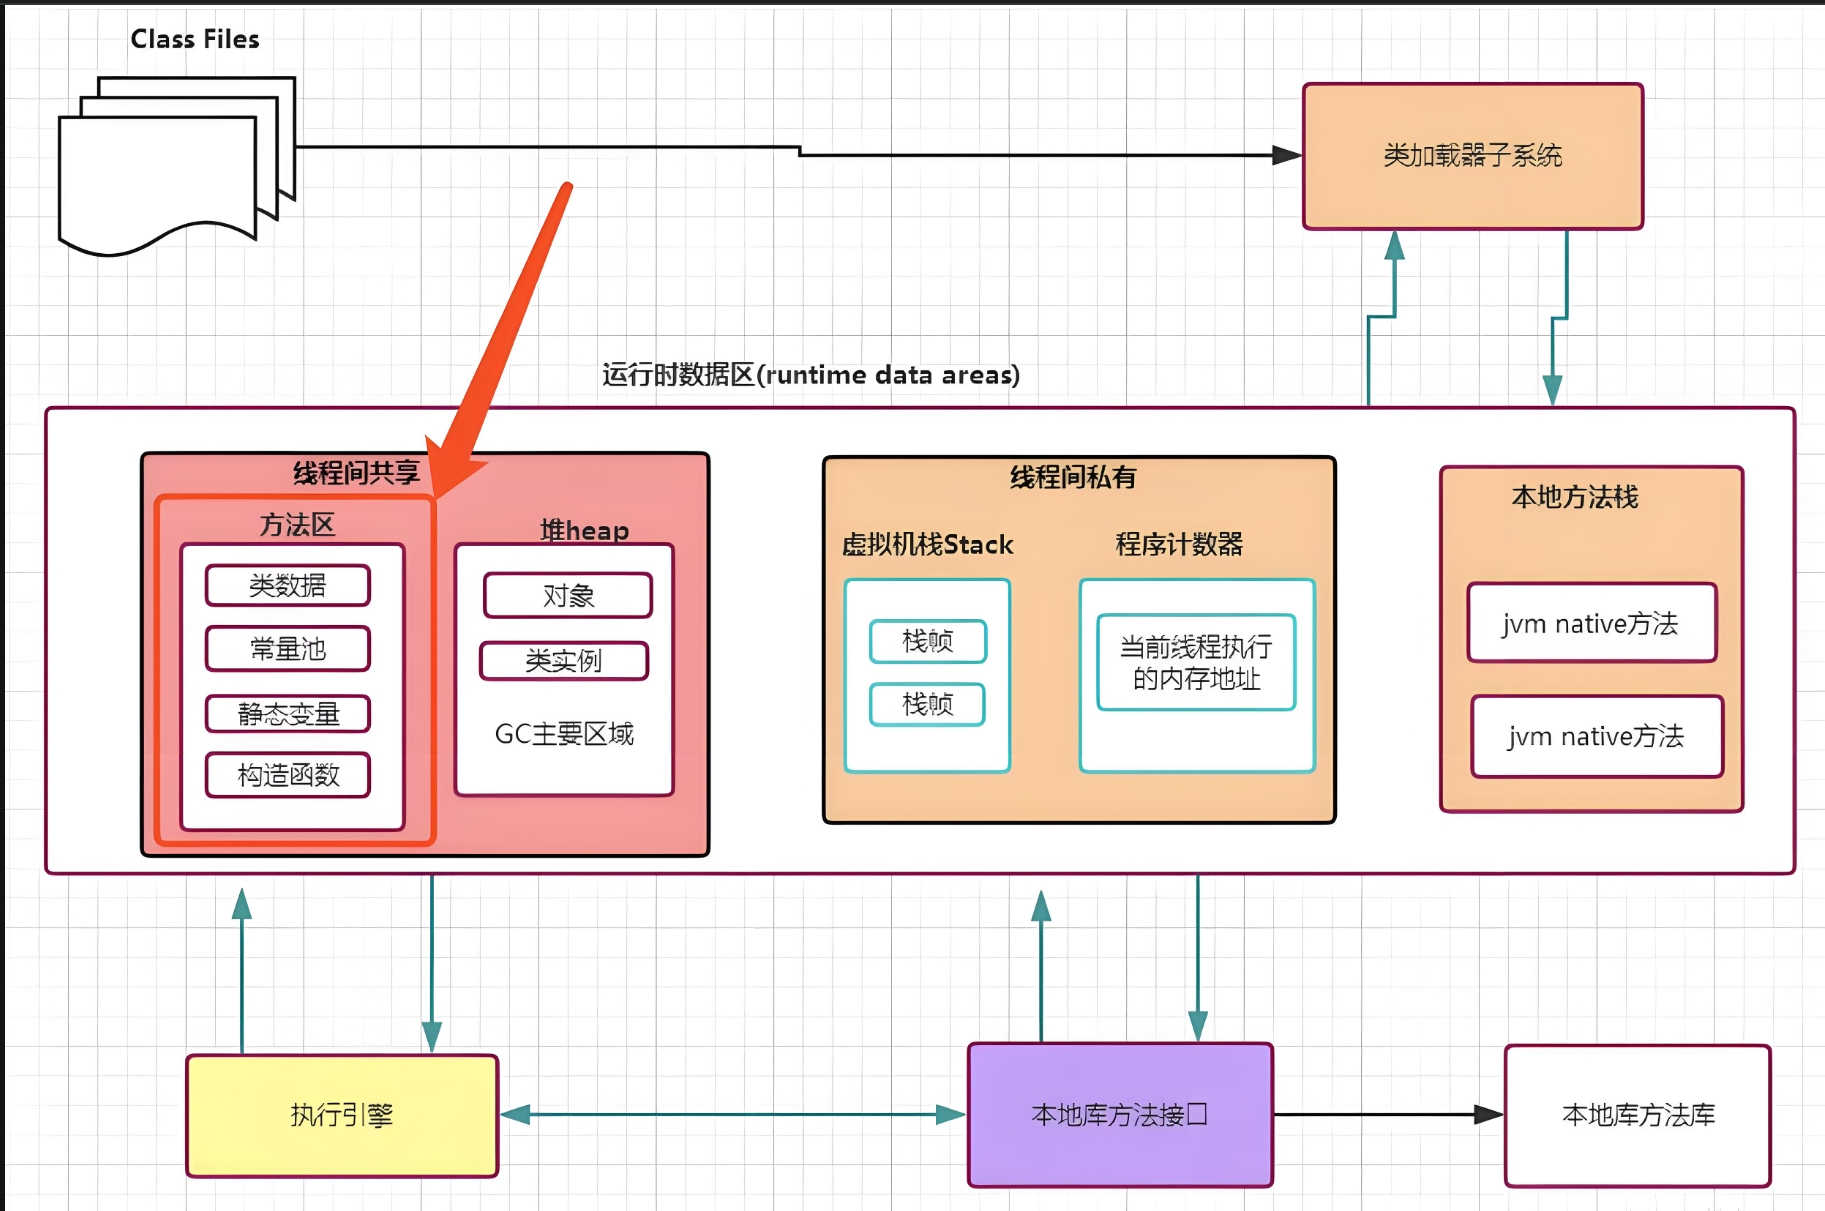 Class Files
类加载器子系统
运行时数据区(runtime data areas)
线程间共享
方法区
类数据
常量池
静态变量
构造函数
堆heap
对象
类实例
GC主要区域
线程间私有
虚拟机栈Stack
栈帧
栈帧
程序计数器
当前线程执行
的内存地址
本地方法栈
jvm native方法
jvm native方法
执行引擎
本地库方法接口
本地库方法库